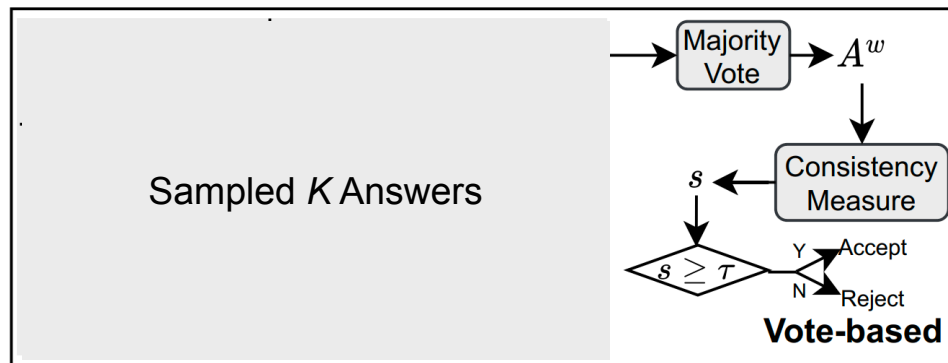 Majority
Vote
A^w
Sampled K Answers
Consistency
Measure
s
s ≥ τ
Y
Accept
N
Reject
Vote-based